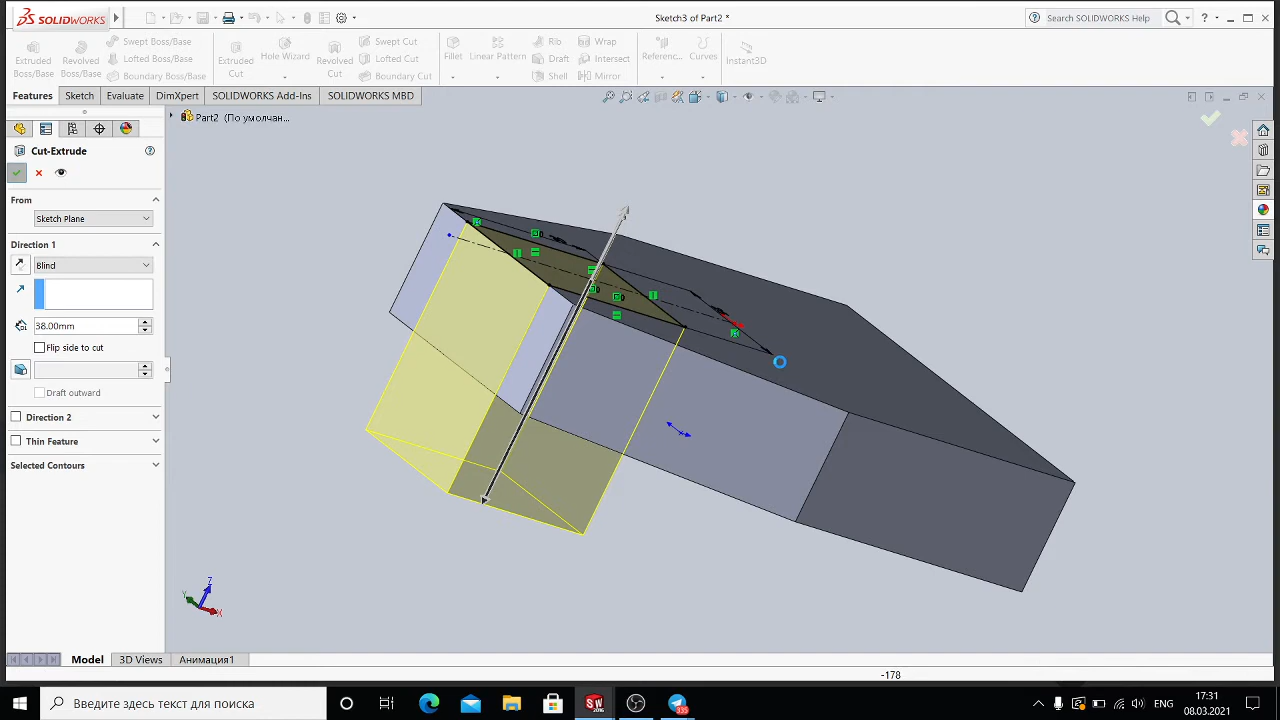 SOLIDWORKS
Sketch3 of Part2 *
Search SOLIDWORKS Help
Extruded Boss/Base
Revolved Boss/Base
Swept Boss/Base
Lofted Boss/Base
Boundary Boss/Base
Extruded Cut
Hole Wizard
Revolved Cut
Swept Cut
Lofted Cut
Boundary Cut
Fillet
Linear Pattern
Rib
Draft
Shell
Wrap
Intersect
Mirror
Referenc...
Curves
Instant3D
Features
Sketch
Evaluate
DimXpert
SOLIDWORKS Add-Ins
SOLIDWORKS MBD
Part2 (По умолчан...
Cut-Extrude
From
Sketch Plane
Direction 1
Blind
38.00mm
Flip side to cut
Draft outward
Direction 2
Thin Feature
Selected Contours
Z
Y
X
Model
3D Views
Анимация1
-178
Введите здесь текст для поиска
SW
2016
335
ENG
17:31
08.03.2021